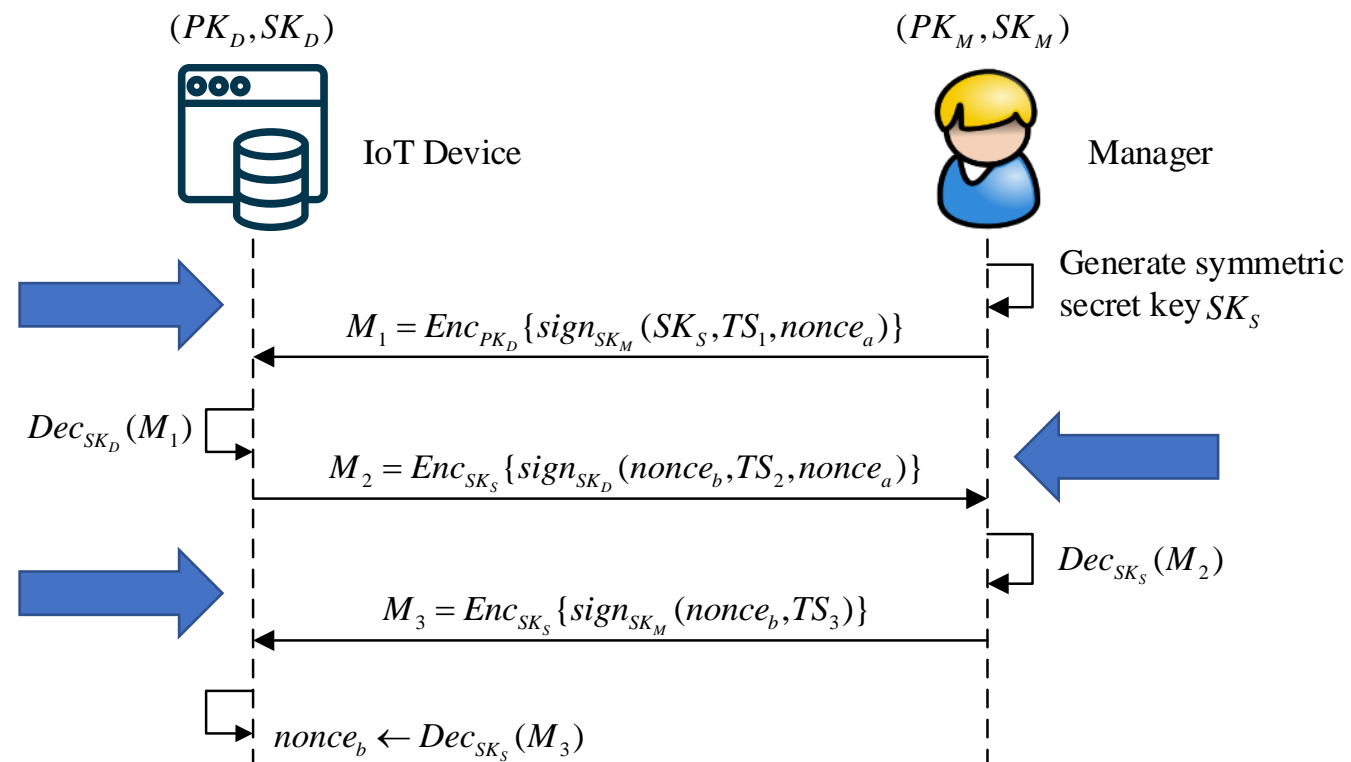 (PK_D, SK_D)
(PK_M, SK_M)
IoT Device
Manager
Generate symmetric
secret key SK_S
M_1 = Enc_{PK_D}{sign_{SK_M}(SK_S, TS_1, nonce_a)}
Dec_{SK_D}(M_1)
M_2 = Enc_{SK_S}{sign_{SK_D}(nonce_b, TS_2, nonce_a)}
Dec_{SK_S}(M_2)
M_3 = Enc_{SK_S}{sign_{SK_M}(nonce_b, TS_3)}
nonce_b ← Dec_{SK_S}(M_3)